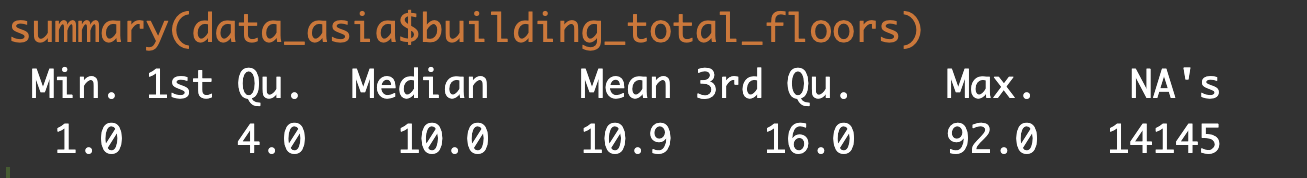 summary(data_asia$building_total_floors)
Min. 1st Qu. Median Mean 3rd Qu. Max. NA's
1.0 4.0 10.0 10.9 16.0 92.0 14145